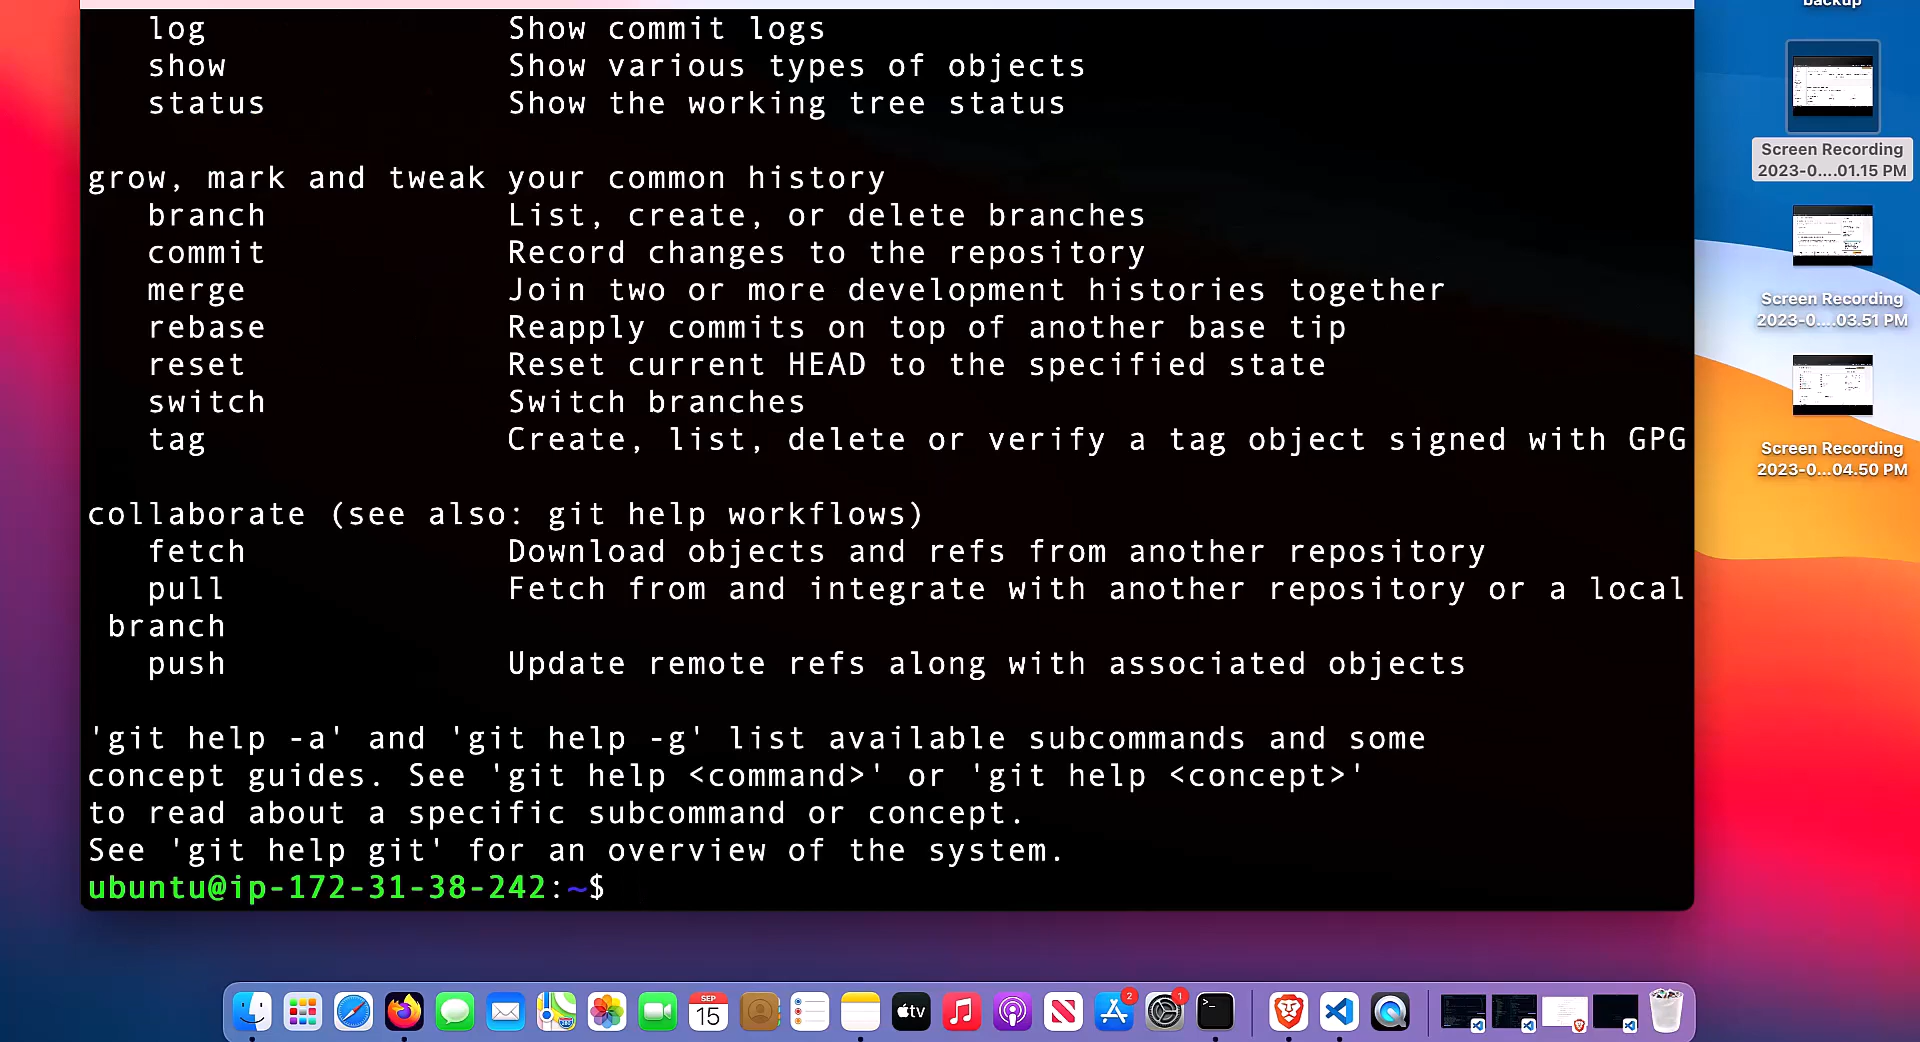 log Show commit logs
show Show various types of objects
status Show the working tree status
grow, mark and tweak your common history
branch List, create, or delete branches
commit Record changes to the repository
merge Join two or more development histories together
rebase Reapply commits on top of another base tip
reset Reset current HEAD to the specified state
switch Switch branches
tag Create, list, delete or verify a tag object signed with GPG
collaborate (see also: git help workflows)
fetch Download objects and refs from another repository
pull Fetch from and integrate with another repository or a local
branch
push Update remote refs along with associated objects
'git help -a' and 'git help -g' list available subcommands and some
concept guides. See 'git help <command>' or 'git help <concept>'
to read about a specific subcommand or concept.
See 'git help git' for an overview of the system.
ubuntu@ip-172-31-38-242:~$
backup
Screen Recording
2023-0....01.15 PM
Screen Recording
2023-0....03.51 PM
Screen Recording
2023-0...04.50 PM
SEP
15
tv
2
1
>_